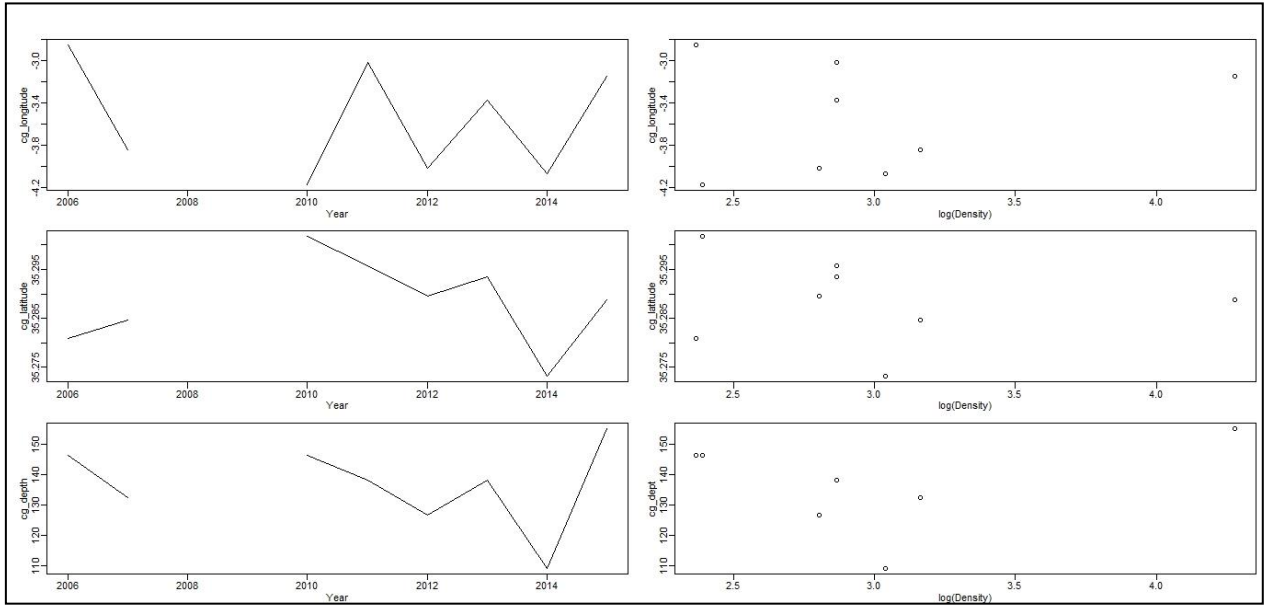 cg_longitude
-3.0
-3.4
-3.8
-4.2
2006 2008 2010 2012 2014
Year
cg_longitude
-3.0
-3.4
-3.8
-4.2
2.5 3.0 3.5 4.0
log(Density)
cg_latitude
35.295
35.285
35.275
2006 2008 2010 2012 2014
Year
cg_latitude
35.295
35.285
35.275
2.5 3.0 3.5 4.0
log(Density)
cg_depth
150
140
130
120
110
2006 2008 2010 2012 2014
Year
cg_dept
150
140
130
120
110
2.5 3.0 3.5 4.0
log(Density)